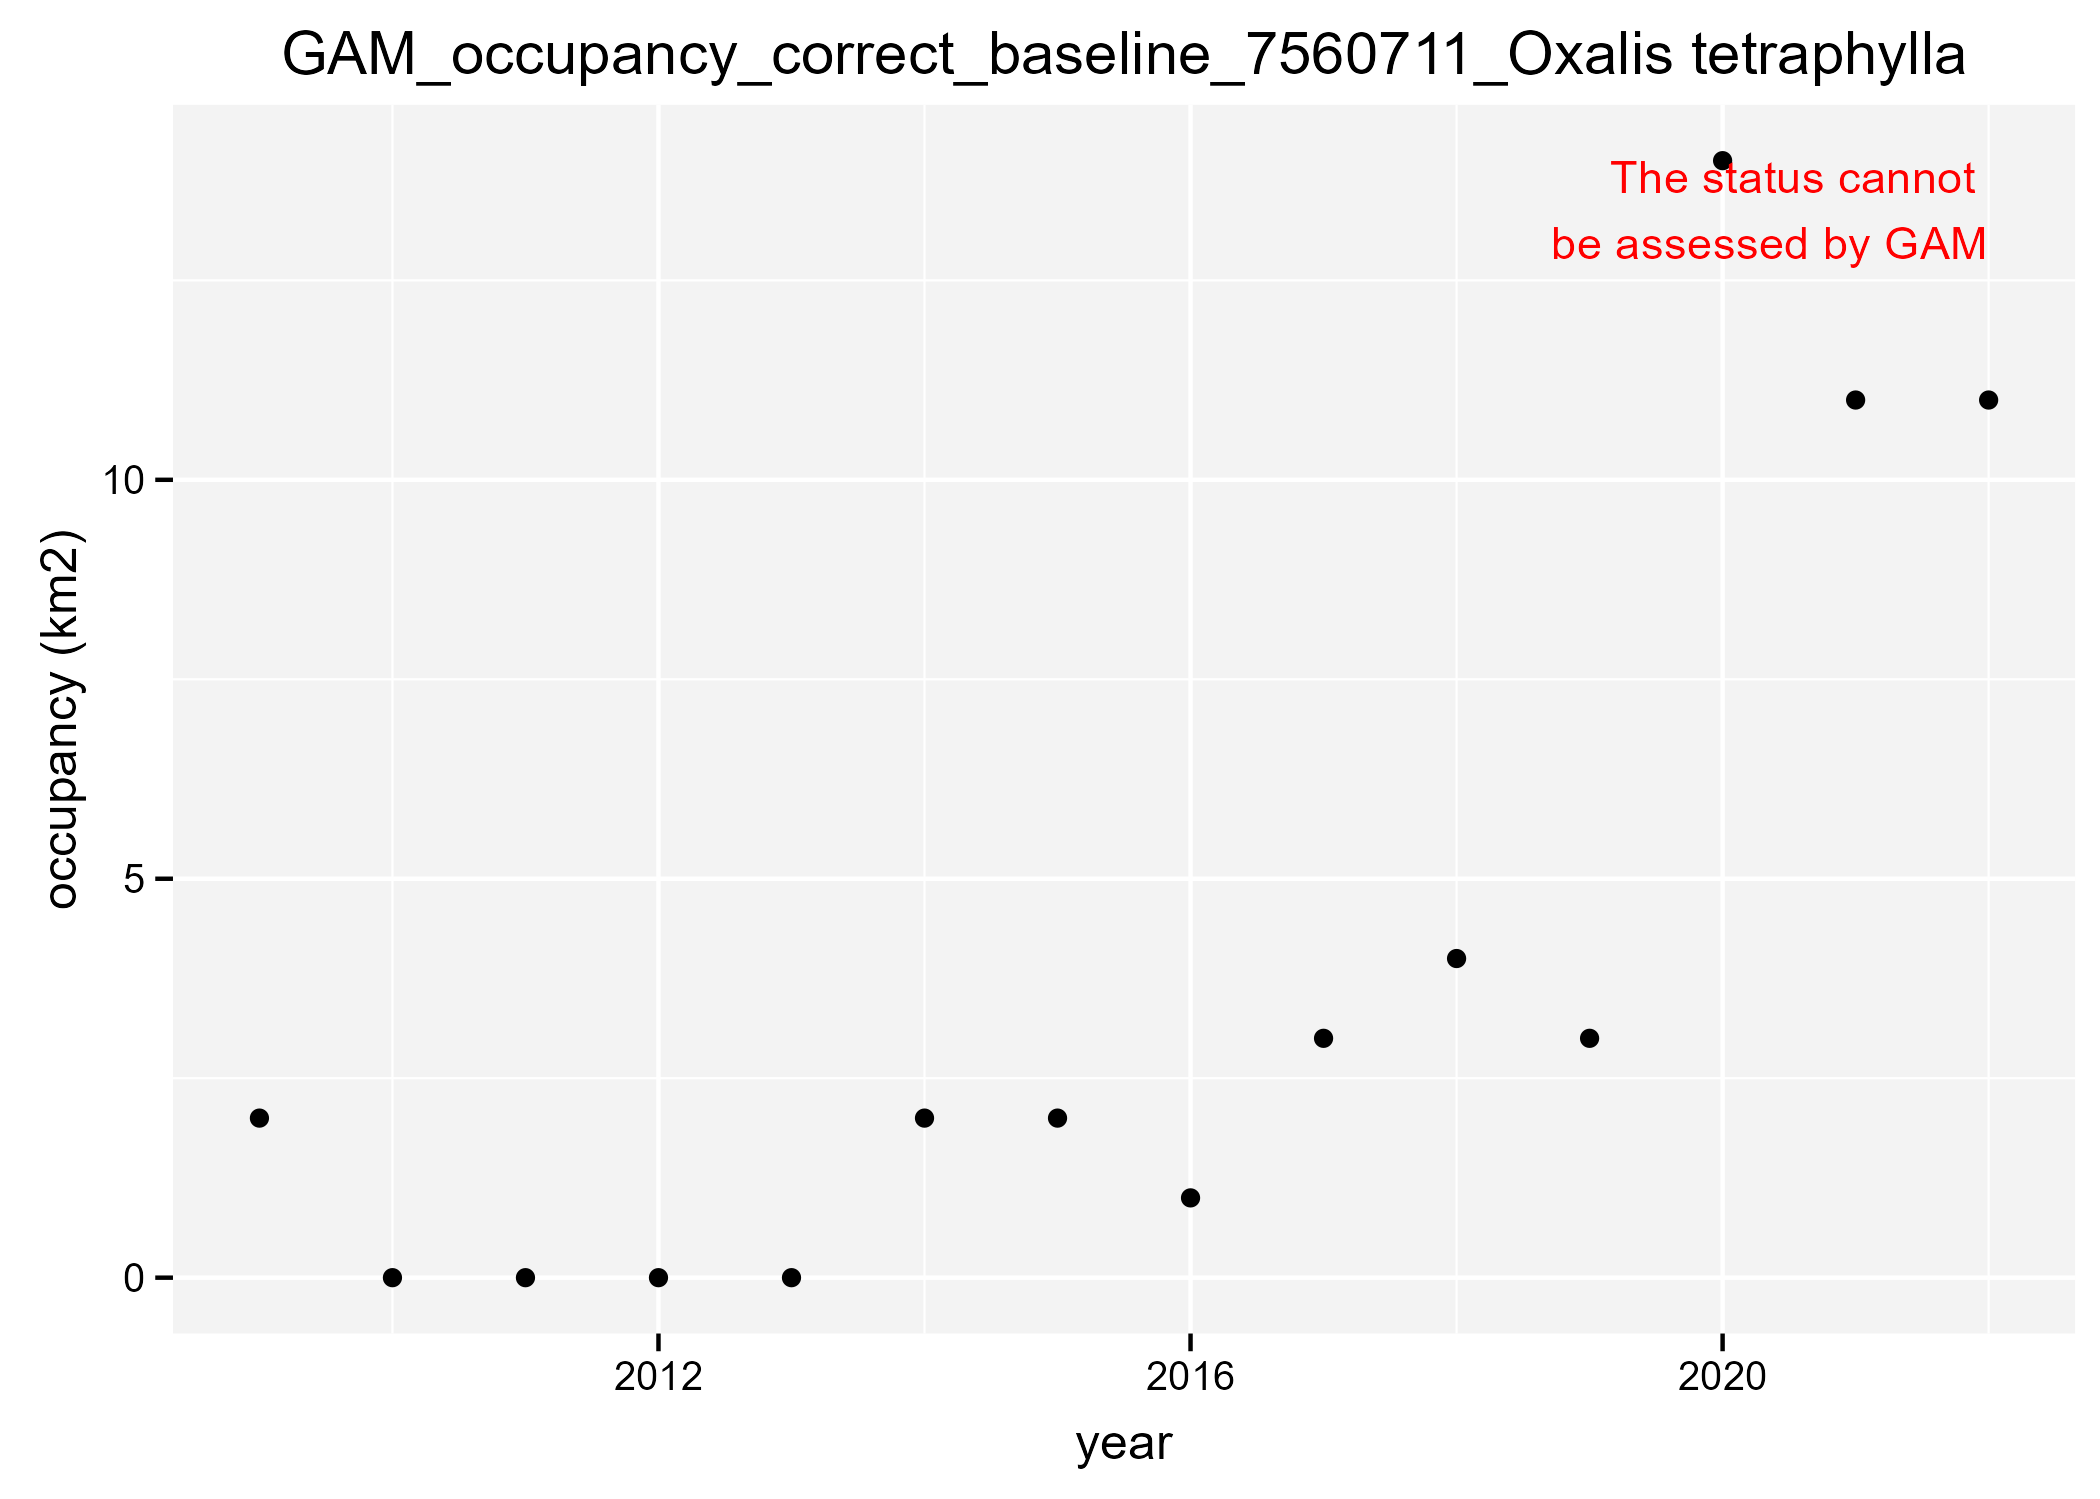 GAM_occupancy_correct_baseline_7560711_Oxalis tetraphylla
The status cannot
be assessed by GAM
10
5
0
occupancy (km2)
2012 2016 2020
year